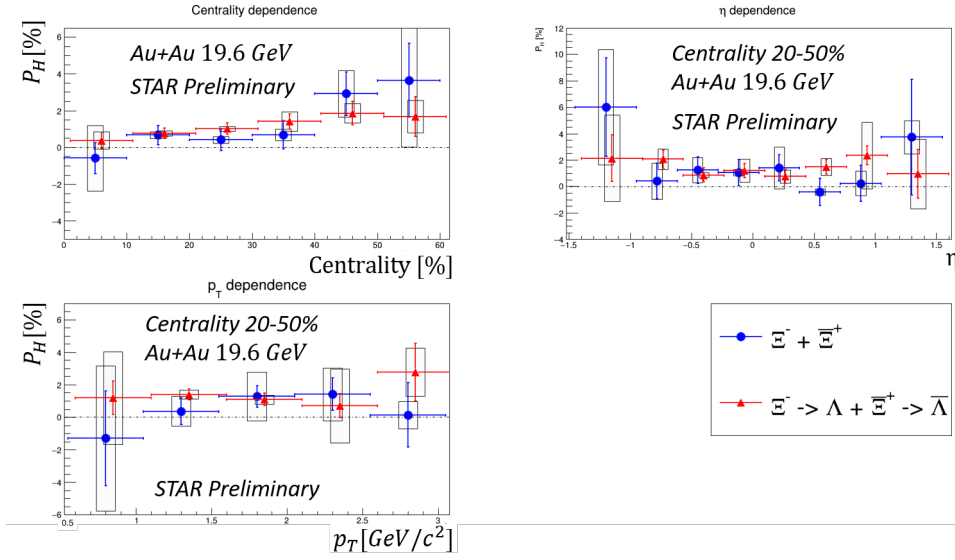 Centrality dependence
P_H [%]
Au+Au 19.6 GeV
STAR Preliminary
6
4
2
0
−2
−4
0 10 20 30 40 50 60
Centrality [%]
η dependence
P_H [%]
Centrality 20-50%
Au+Au 19.6 GeV
STAR Preliminary
12
10
8
6
4
2
0
−2
−4
−1.5 −1 −0.5 0 0.5 1 1.5
η
p_T dependence
P_H [%]
Centrality 20-50%
Au+Au 19.6 GeV
6
4
2
0
−2
−4
STAR Preliminary
0.5 1 1.5 2 2.5 3
p_T [GeV/c²]
Ξ⁻ + Ξ̅⁺
Ξ⁻ -> Λ + Ξ̅⁺ -> Λ̅